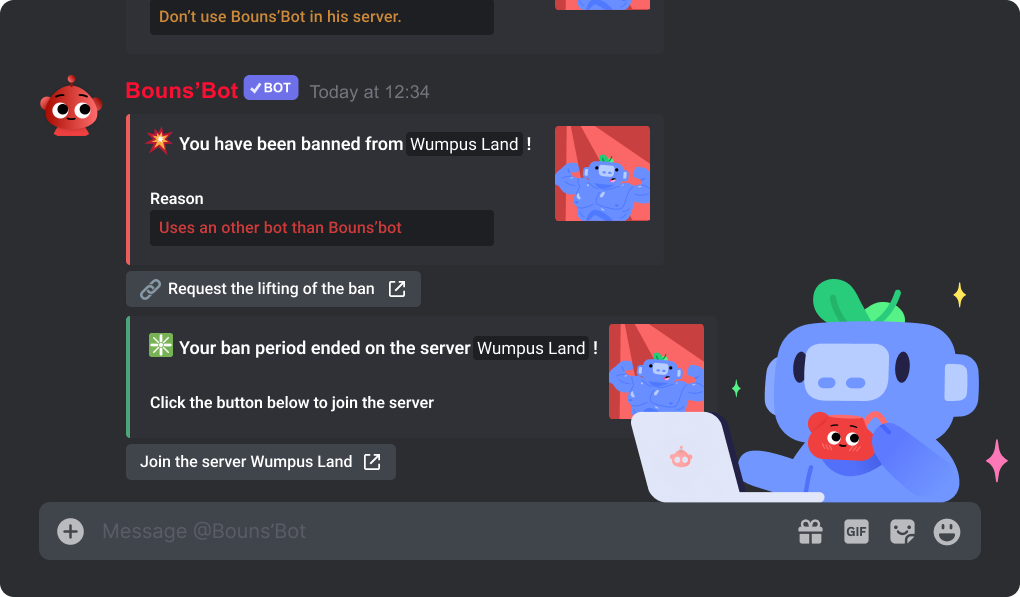 Don’t use Bouns’Bot in his server.
Bouns’Bot ✓BOT Today at 12:34
You have been banned from Wumpus Land !
Reason
Uses an other bot than Bouns’bot
Request the lifting of the ban
Your ban period ended on the server Wumpus Land !
Click the button below to join the server
Join the server Wumpus Land
Message @Bouns’Bot
GIF